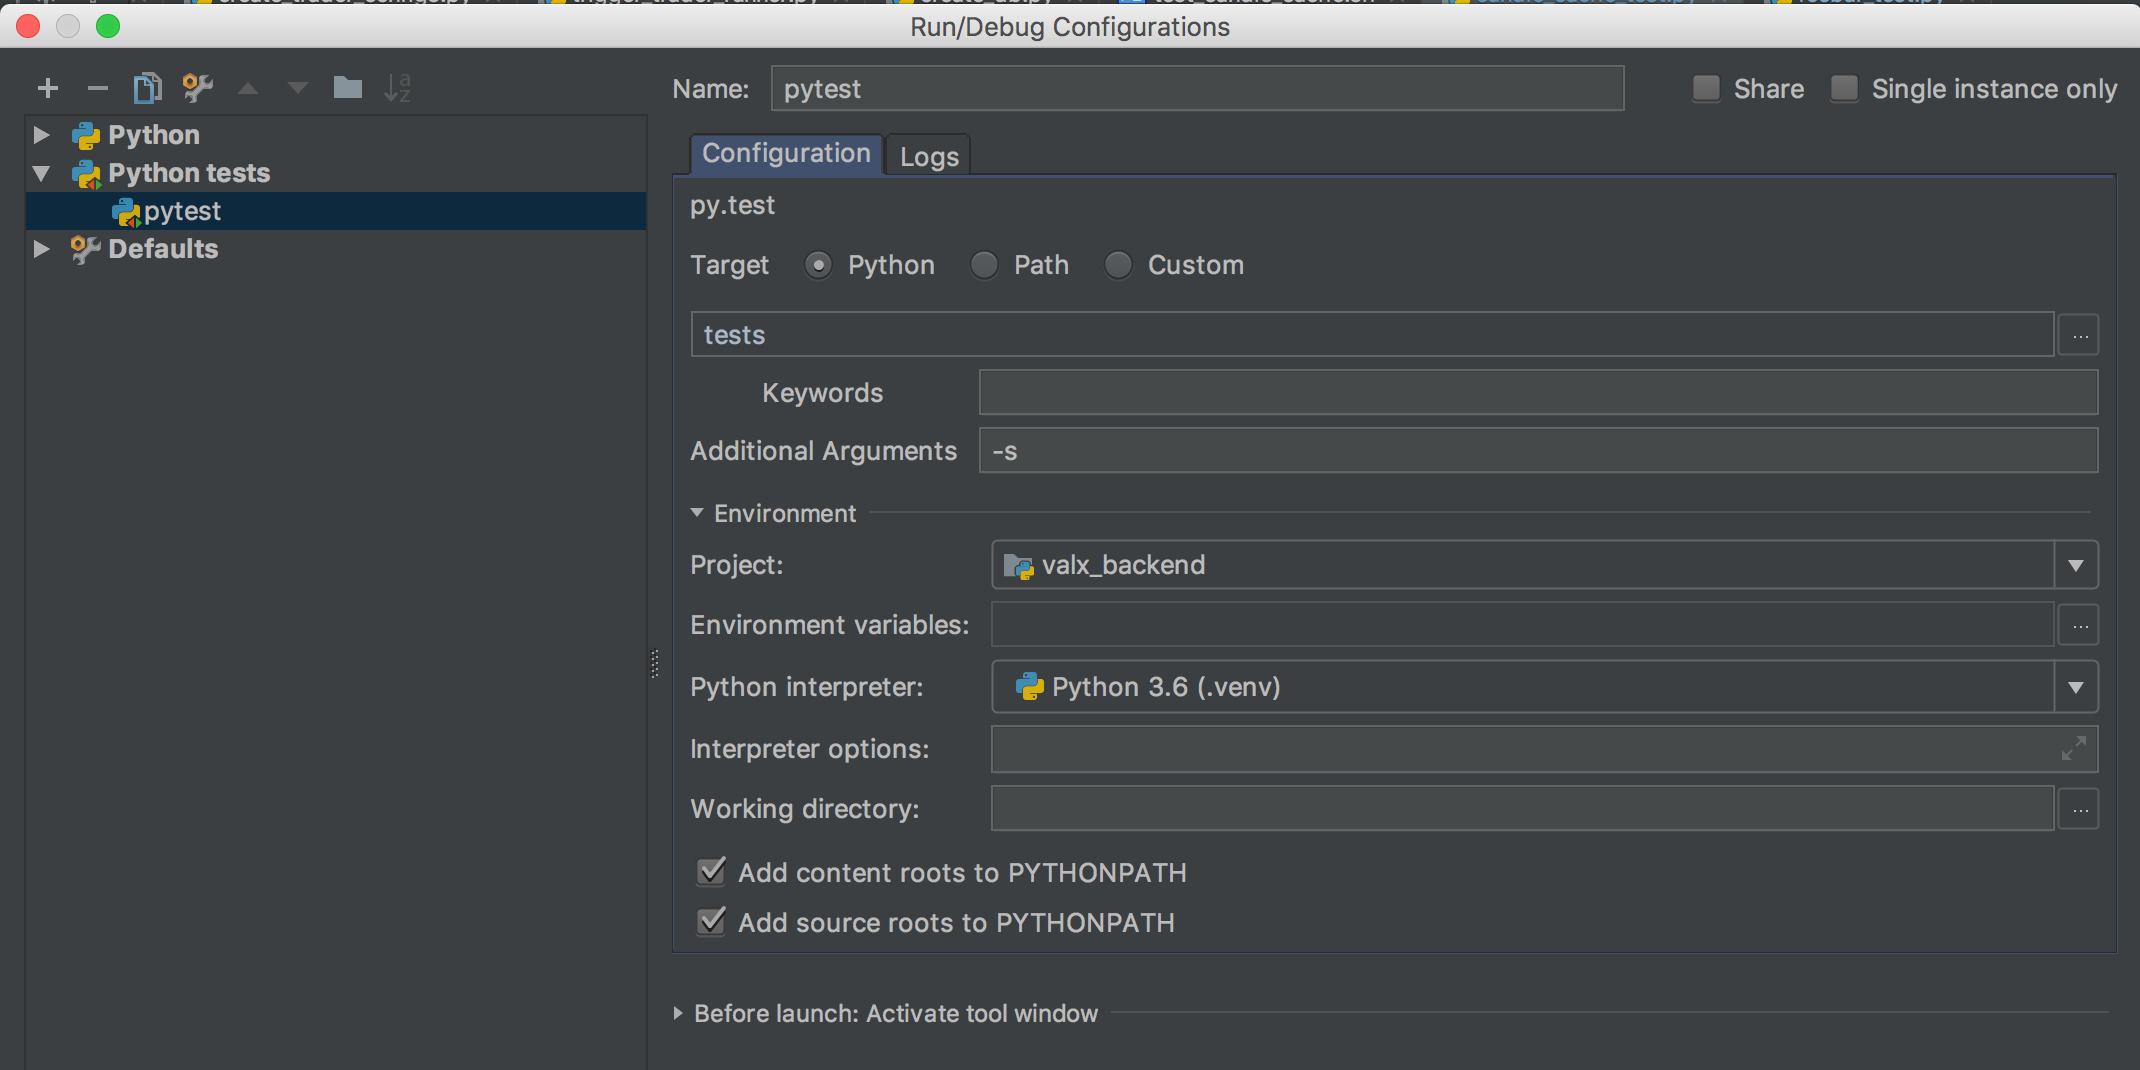 Run/Debug Configurations
Name: pytest Share Single instance only
Python
Python tests
pytest
Defaults
Configuration Logs
py.test
Target Python Path Custom
tests ...
Keywords
Additional Arguments -s
Environment
Project: valx_backend
Environment variables: ...
Python interpreter: Python 3.6 (.venv)
Interpreter options:
Working directory: ...
Add content roots to PYTHONPATH
Add source roots to PYTHONPATH
Before launch: Activate tool window